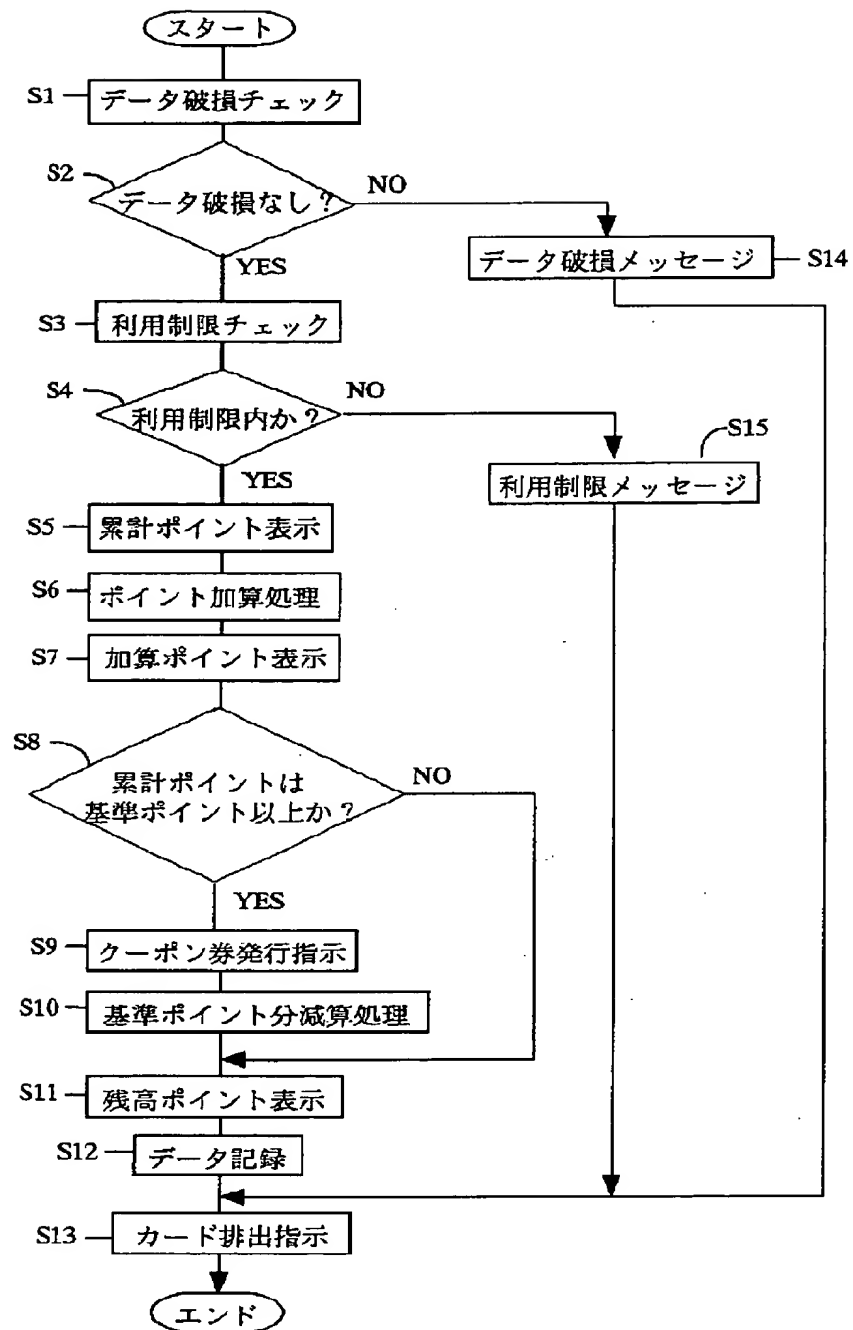 スタート
S1
データ破損チェック
S2
データ破損なし?
NO
YES
データ破損メッセージ
S14
S3
利用制限チェック
S4
利用制限内か?
NO
YES
S15
利用制限メッセージ
S5
累計ポイント表示
S6
ポイント加算処理
S7
加算ポイント表示
S8
累計ポイントは
基準ポイント以上か?
NO
YES
S9
クーポン券発行指示
S10
基準ポイント分減算処理
S11
残高ポイント表示
S12
データ記録
S13
カード排出指示
エンド